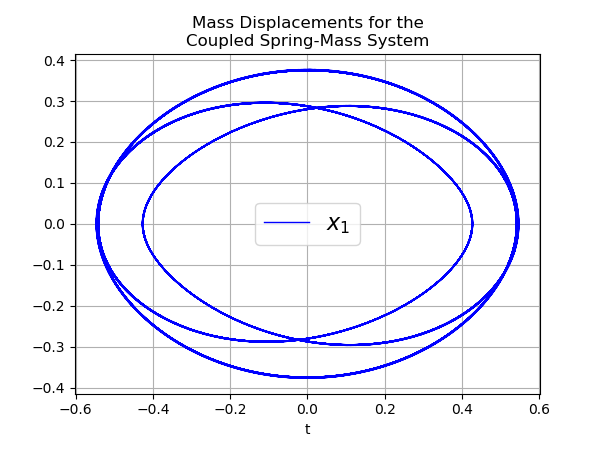 Mass Displacements for the
Coupled Spring-Mass System
0.4
0.3
0.2
0.1
0.0
−0.1
−0.2
−0.3
−0.4
x₁
−0.6 −0.4 −0.2 0.0 0.2 0.4 0.6
t